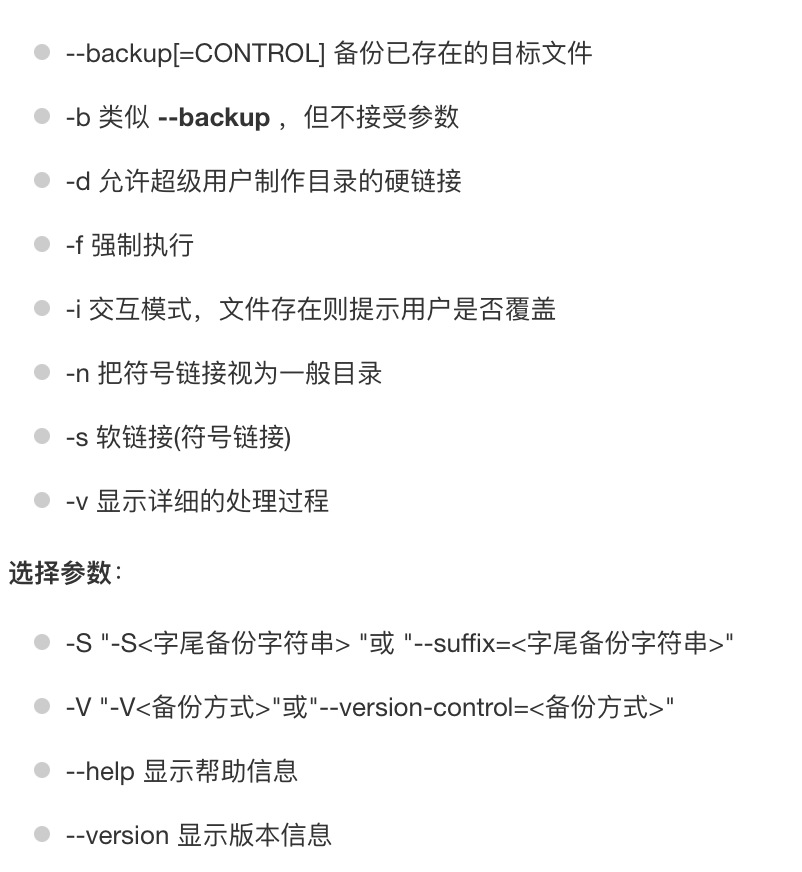 --backup[=CONTROL] 备份已存在的目标文件
-b 类似 --backup ，但不接受参数
-d 允许超级用户制作目录的硬链接
-f 强制执行
-i 交互模式，文件存在则提示用户是否覆盖
-n 把符号链接视为一般目录
-s 软链接(符号链接)
-v 显示详细的处理过程
选择参数：
-S "-S<字尾备份字符串> "或 "--suffix=<字尾备份字符串>"
-V "-V<备份方式>"或"--version-control=<备份方式>"
--help 显示帮助信息
--version 显示版本信息